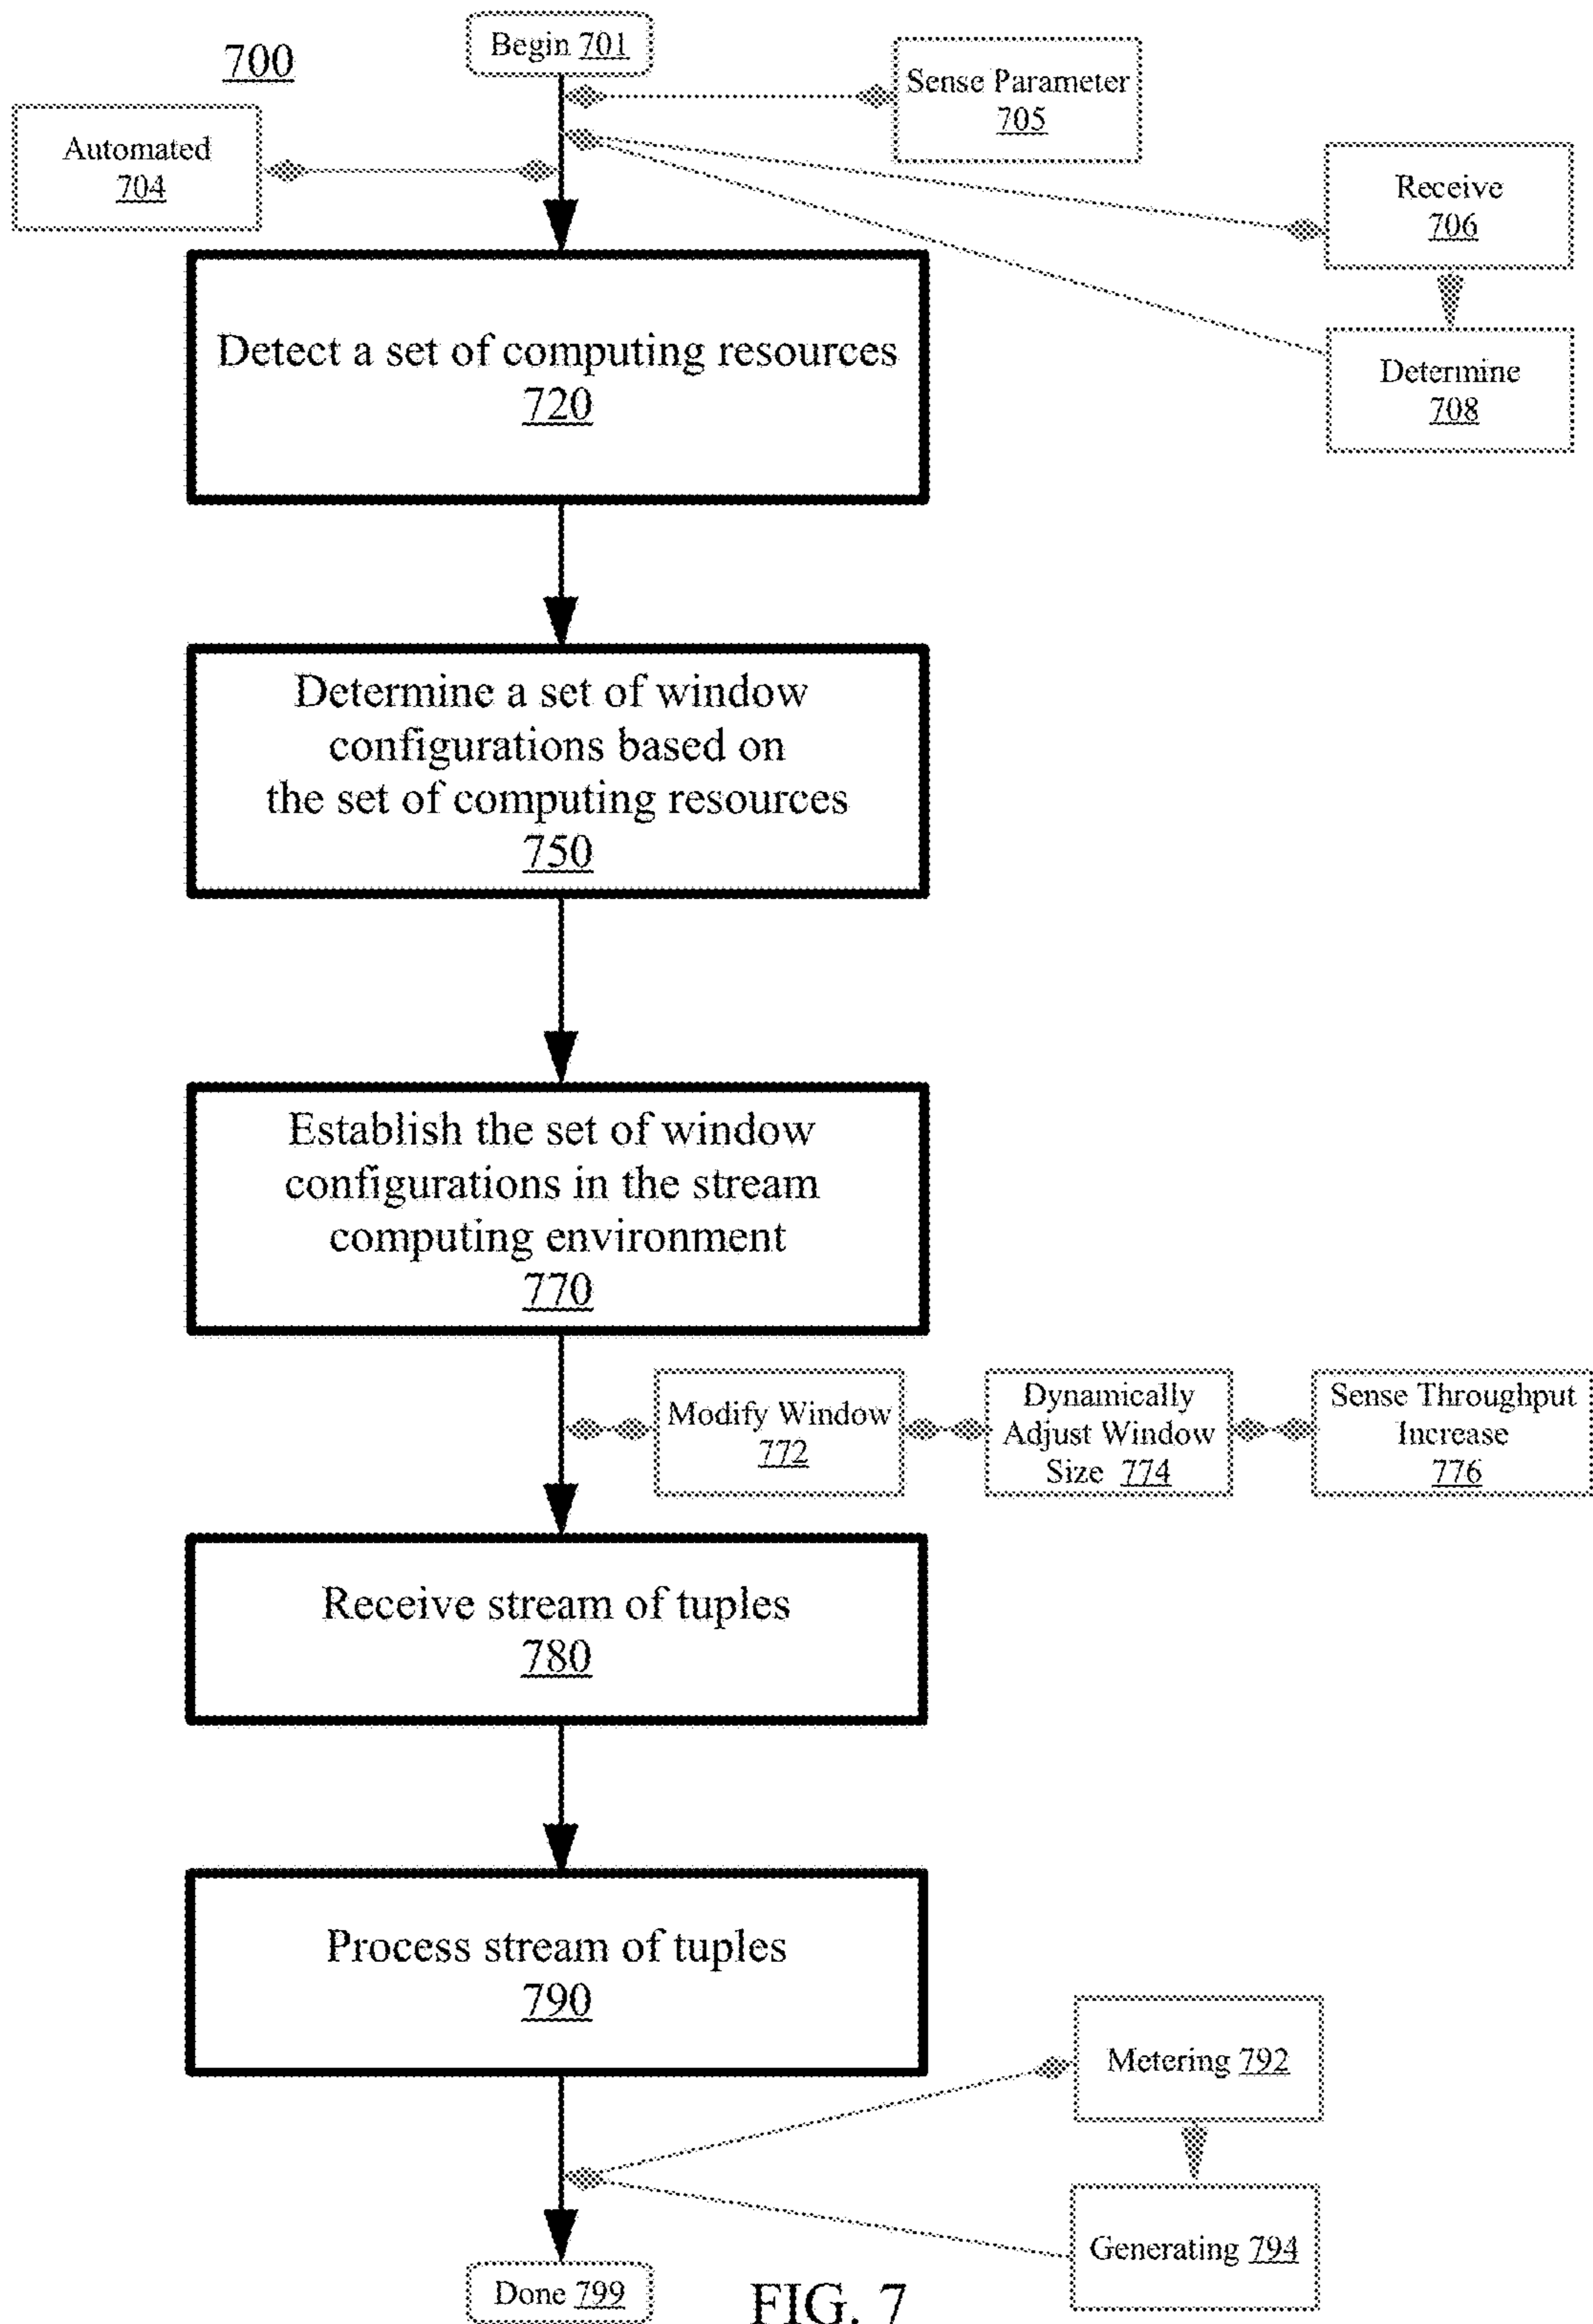 700
Begin 701
Sense Parameter
705
Automated
704
Receive
706
Determine
708
Detect a set of computing resources
720
Determine a set of window
configurations based on
the set of computing resources
750
Establish the set of window
configurations in the stream
computing environment
770
Modify Window
772
Dynamically
Adjust Window
Size 774
Sense Throughput
Increase
776
Receive stream of tuples
780
Process stream of tuples
790
Metering 792
Generating 794
Done 799
FIG. 7